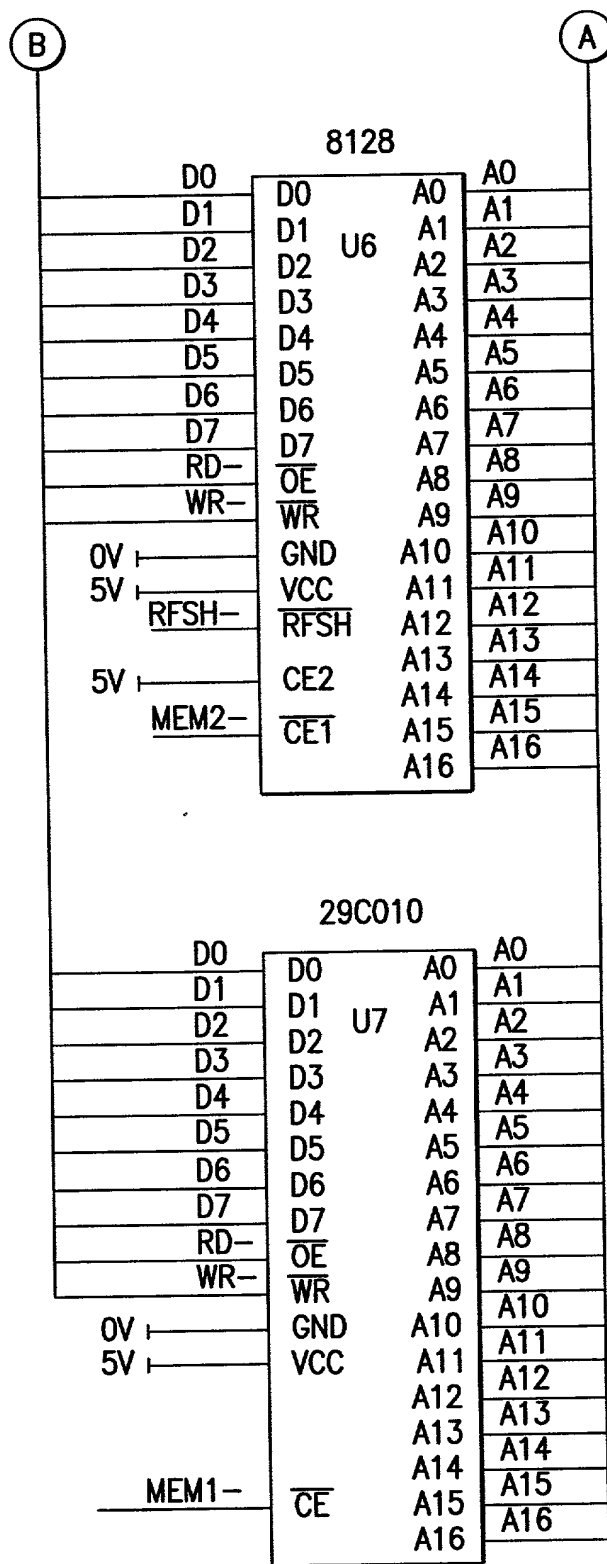 B
A
8128
D0 D0 A0 A0
D1 D1 U6 A1 A1
D2 D2 A2 A2
D3 D3 A3 A3
D4 D4 A4 A4
D5 D5 A5 A5
D6 D6 A6 A6
D7 D7 A7 A7
RD- OE A8 A8
WR- WR A9 A9
0V GND A10 A10
5V VCC A11 A11
RFSH- RFSH A12 A12
A13 A13
5V CE2 A14 A14
MEM2- CE1 A15 A15
A16 A16
29C010
D0 D0 A0 A0
D1 D1 U7 A1 A1
D2 D2 A2 A2
D3 D3 A3 A3
D4 D4 A4 A4
D5 D5 A5 A5
D6 D6 A6 A6
D7 D7 A7 A7
RD- OE A8 A8
WR- WR A9 A9
0V GND A10 A10
5V VCC A11 A11
A12 A12
A13 A13
A14 A14
MEM1- CE A15 A15
A16 A16